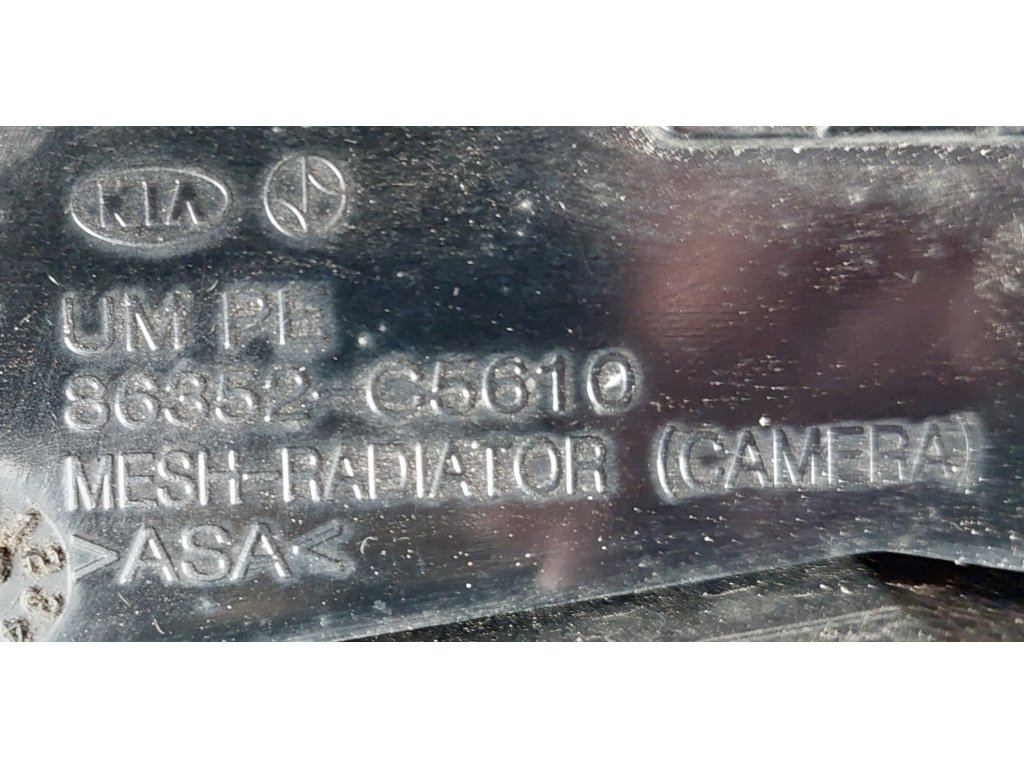 KIA
UM PE
86352-C5610
MESH-RADIATOR (CAMERA)
>ASA<